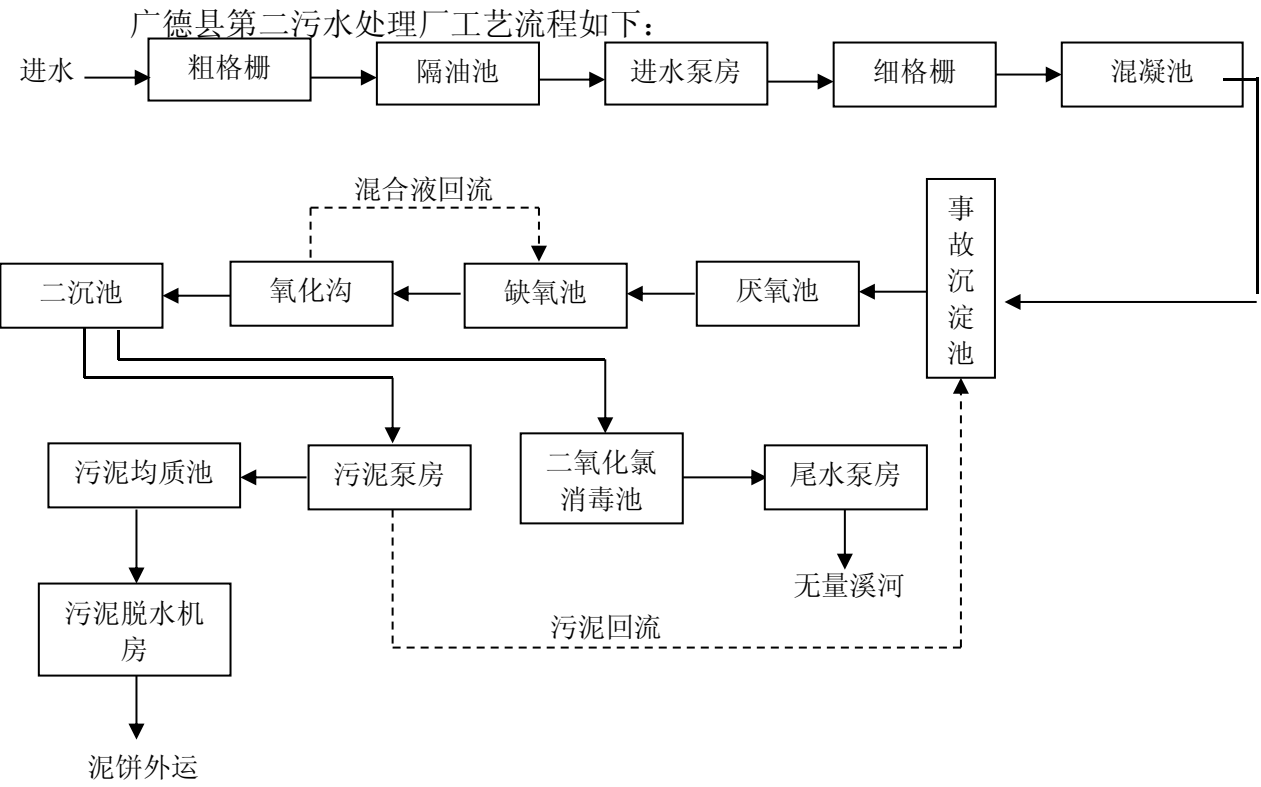 广德县第二污水处理厂工艺流程如下：
进水
粗格栅
隔油池
进水泵房
细格栅
混凝池
混合液回流
事
故
沉
淀
池
二沉池
氧化沟
缺氧池
厌氧池
污泥均质池
污泥泵房
二氧化氯
消毒池
尾水泵房
无量溪河
污泥脱水机
房
污泥回流
泥饼外运